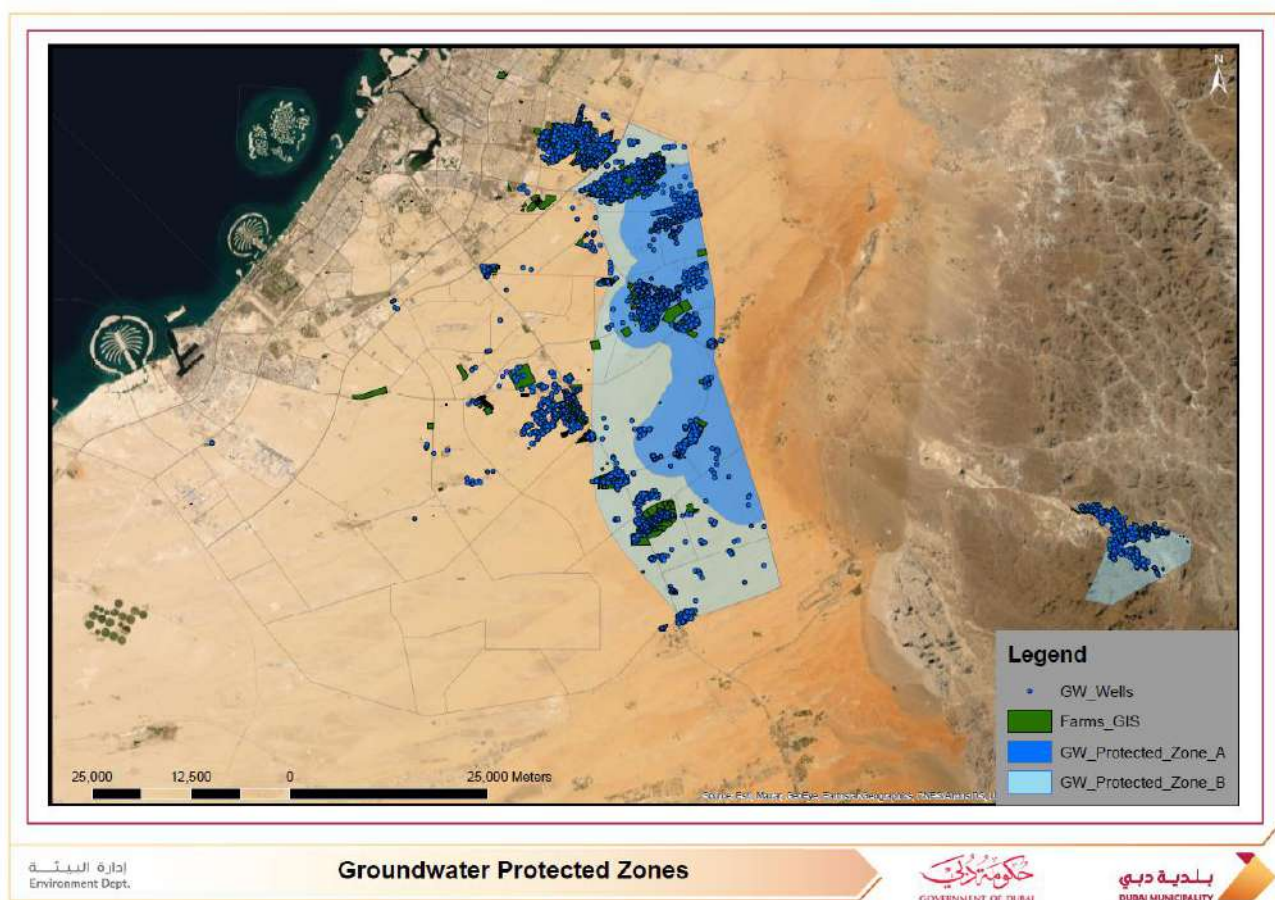 N
Legend
GW_Wells
Farms_GIS
GW_Protected_Zone_A
GW_Protected_Zone_B
25,000 12,500 0 25,000 Meters
إدارة البيئة
Environment Dept.
Groundwater Protected Zones
حكومة دبي
GOVERNMENT OF DUBAI
بلدية دبي
DUBAI MUNICIPALITY